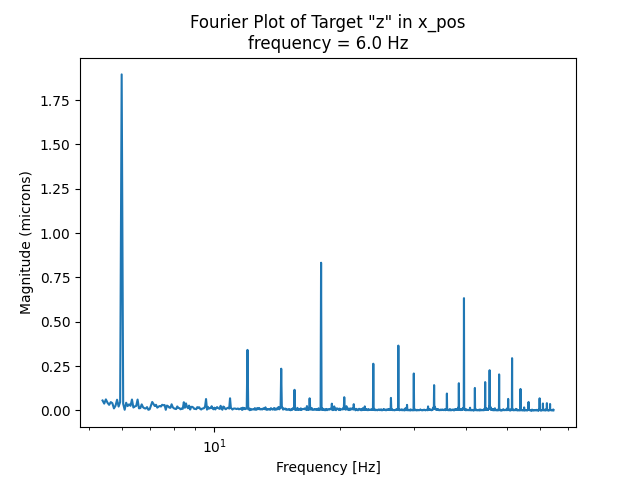 Fourier Plot of Target "z" in x_pos
frequency = 6.0 Hz
1.75
1.50
1.25
1.00
0.75
0.50
0.25
0.00
Magnitude (microns)
10¹
Frequency [Hz]